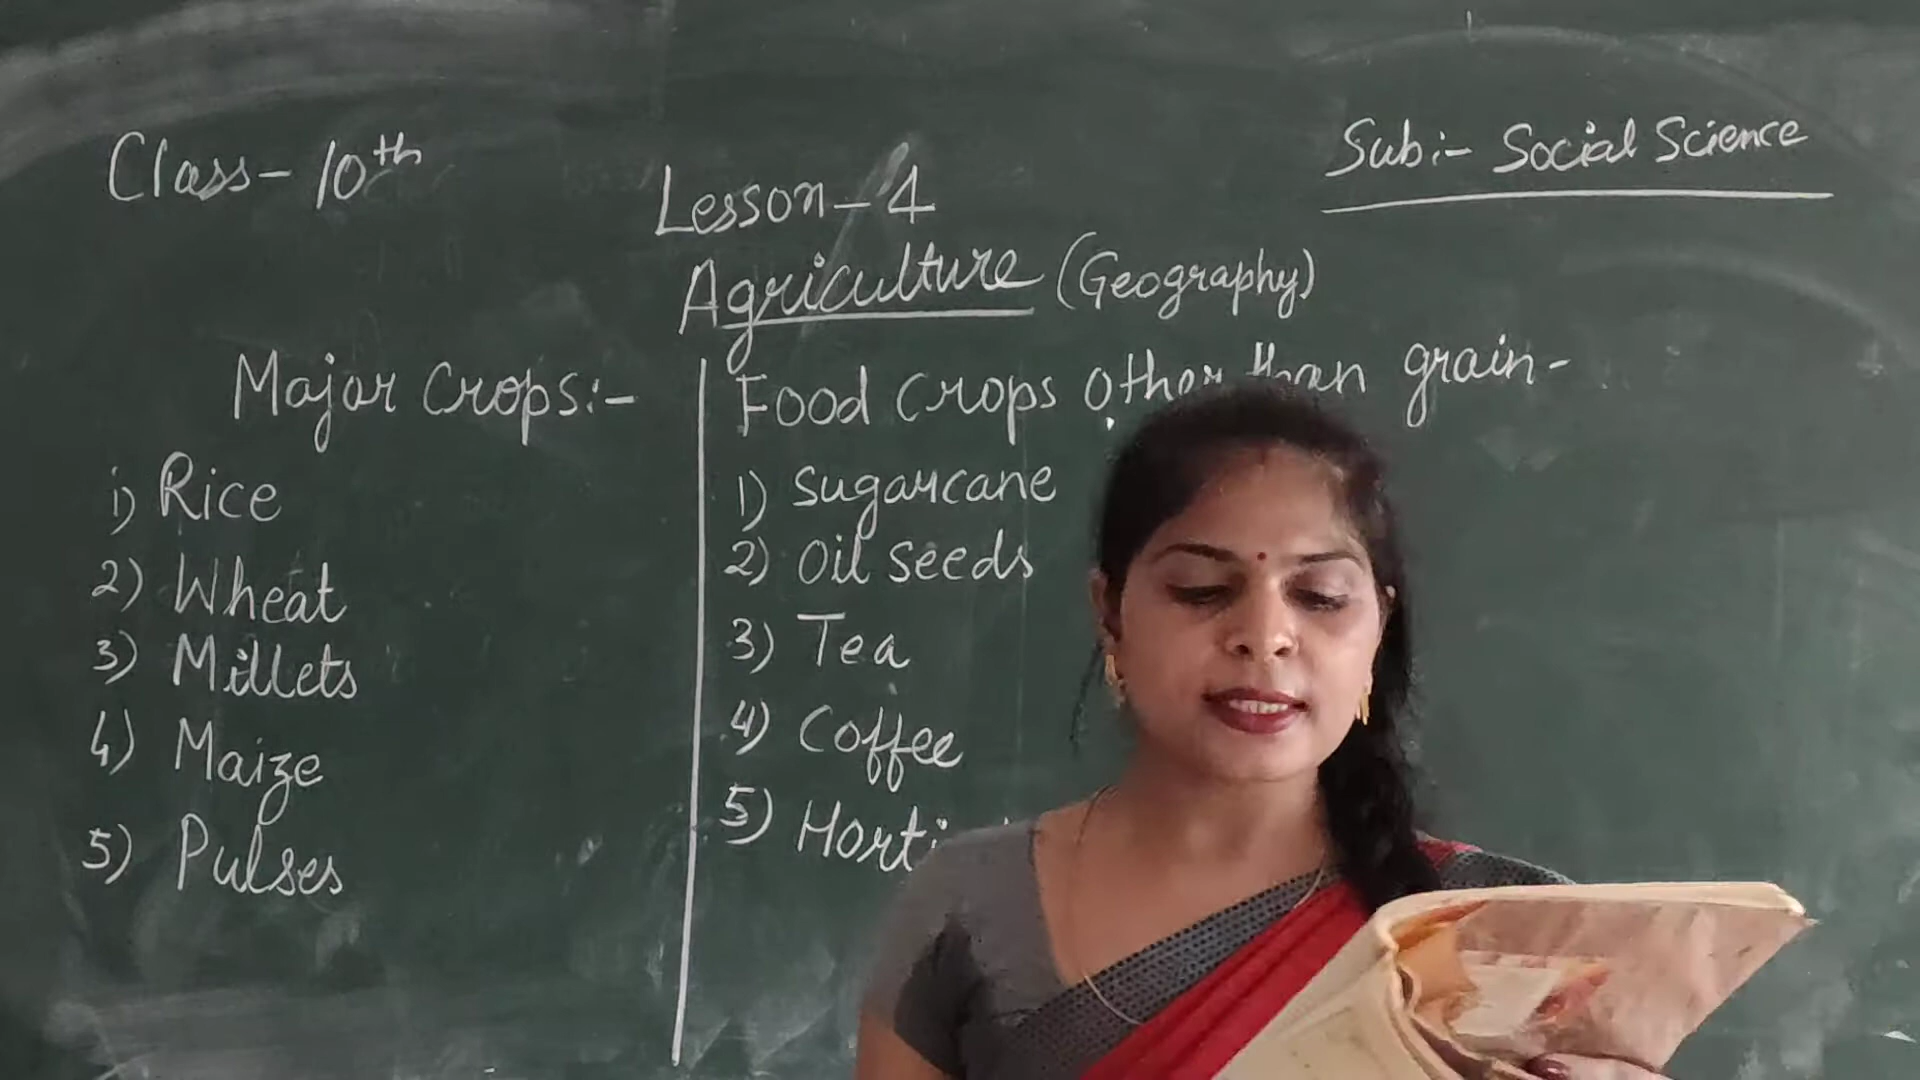 Class- 10th
Sub:- Social Science
Lesson-4
Agriculture (Geography)
Major Crops:-
1) Rice
2) Wheat
3) Millets
4) Maize
5) Pulses
Food crops other than grain-
1) Sugarcane
2) Oil seeds
3) Tea
4) Coffee
5)